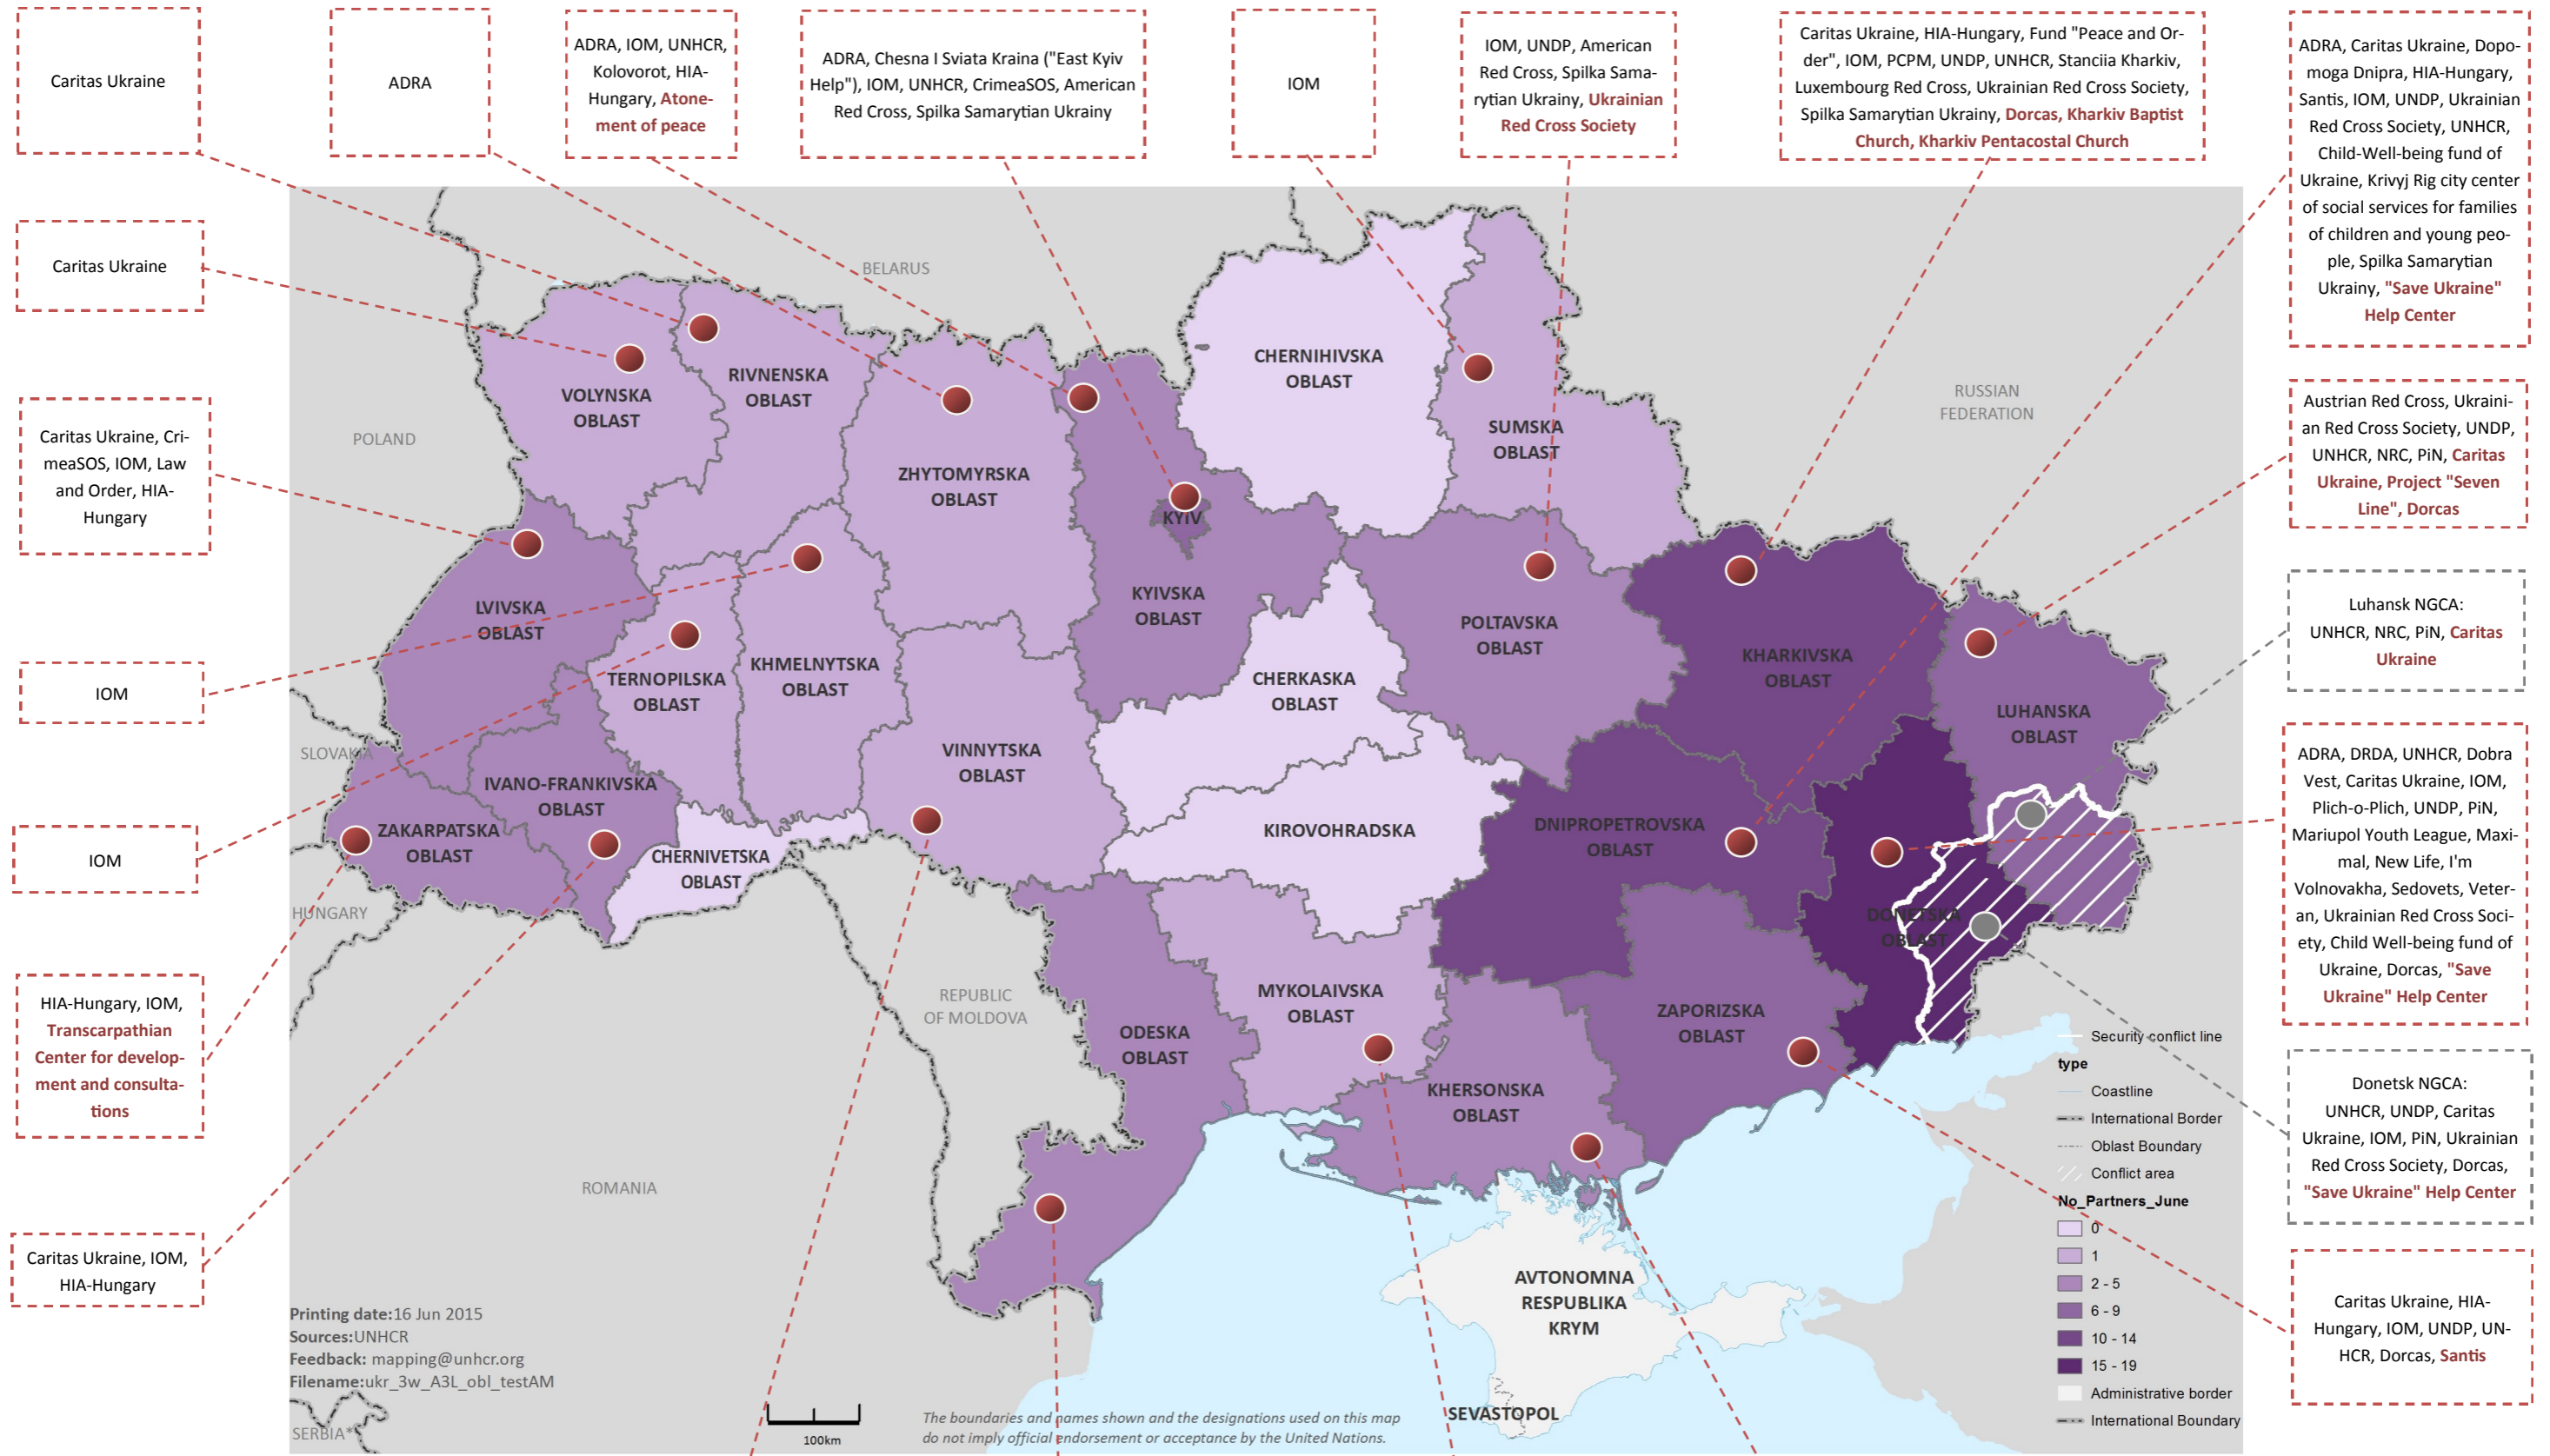 Caritas Ukraine
ADRA
ADRA, IOM, UNHCR,
Kolovorot, HIA-
Hungary, Atone-
ment of peace
ADRA, Chesna I Sviata Kraina ("East Kyiv
Help"), IOM, UNHCR, CrimeaSOS, American
Red Cross, Spilka Samarytian Ukrainy
IOM
IOM, UNDP, American
Red Cross, Spilka Sama-
rytian Ukrainy, Ukrainian
Red Cross Society
Caritas Ukraine, HIA-Hungary, Fund "Peace and Or-
der", IOM, PCPM, UNDP, UNHCR, Stanciia Kharkiv,
Luxembourg Red Cross, Ukrainian Red Cross Society,
Spilka Samarytian Ukrainy, Dorcas, Kharkiv Baptist
Church, Kharkiv Pentacostal Church
ADRA, Caritas Ukraine, Dopo-
moga Dnipra, HIA-Hungary,
Santis, IOM, UNDP, Ukrainian
Red Cross Society, UNHCR,
Child-Well-being fund of
Ukraine, Krivyj Rig city center
of social services for families
of children and young peo-
ple, Spilka Samarytian
Ukrainy, "Save Ukraine"
Help Center
Caritas Ukraine
Caritas Ukraine, Cri-
meaSOS, IOM, Law
and Order, HIA-
Hungary
IOM
IOM
HIA-Hungary, IOM,
Transcarpathian
Center for develop-
ment and consulta-
tions
Caritas Ukraine, IOM,
HIA-Hungary
Austrian Red Cross, Ukraini-
an Red Cross Society, UNDP,
UNHCR, NRC, PiN, Caritas
Ukraine, Project "Seven
Line", Dorcas
Luhansk NGCA:
UNHCR, NRC, PiN, Caritas
Ukraine
ADRA, DRDA, UNHCR, Dobra
Vest, Caritas Ukraine, IOM,
Plich-o-Plich, UNDP, PiN,
Mariupol Youth League, Maxi-
mal, New Life, I'm
Volnovakha, Sedovets, Veter-
an, Ukrainian Red Cross Soci-
ety, Child Well-being fund of
Ukraine, Dorcas, "Save
Ukraine" Help Center
Donetsk NGCA:
UNHCR, UNDP, Caritas
Ukraine, IOM, PiN, Ukrainian
Red Cross Society, Dorcas,
"Save Ukraine" Help Center
Caritas Ukraine, HIA-
Hungary, IOM, UNDP, UN-
HCR, Dorcas, Santis
BELARUS
POLAND
RUSSIAN
FEDERATION
SLOVAKIA
HUNGARY
REPUBLIC
OF MOLDOVA
ROMANIA
SERBIA*
VOLYNSKA
OBLAST
RIVNENSKA
OBLAST
ZHYTOMYRSKA
OBLAST
KYIV
KYIVSKA
OBLAST
CHERNIHIVSKA
OBLAST
SUMSKA
OBLAST
LVIVSKA
OBLAST
TERNOPILSKA
OBLAST
KHMELNYTSKA
OBLAST
VINNYTSKA
OBLAST
CHERKASKA
OBLAST
POLTAVSKA
OBLAST
KHARKIVSKA
OBLAST
LUHANSKA
OBLAST
IVANO-FRANKIVSKA
OBLAST
ZAKARPATSKA
OBLAST
CHERNIVETSKA
OBLAST
KIROVOHRADSKA
DNIPROPETROVSKA
OBLAST
DONETSKA
OBLAST
ODESKA
OBLAST
MYKOLAIVSKA
OBLAST
KHERSONSKA
OBLAST
ZAPORIZSKA
OBLAST
AVTONOMNA
RESPUBLIKA
KRYM
SEVASTOPOL
Security conflict line
type
Coastline
International Border
Oblast Boundary
Conflict area
No_Partners_June
0
1
2 - 5
6 - 9
10 - 14
15 - 19
Administrative border
International Boundary
Printing date:16 Jun 2015
Sources:UNHCR
Feedback: mapping@unhcr.org
Filename:ukr_3w_A3L_obl_testAM
100km
The boundaries and names shown and the designations used on this map
do not imply official endorsement or acceptance by the United Nations.